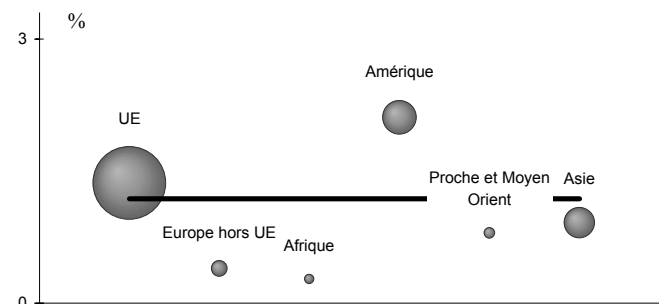 %
3
Amérique
UE
Proche et Moyen
Orient
Asie
Europe hors UE
Afrique
0